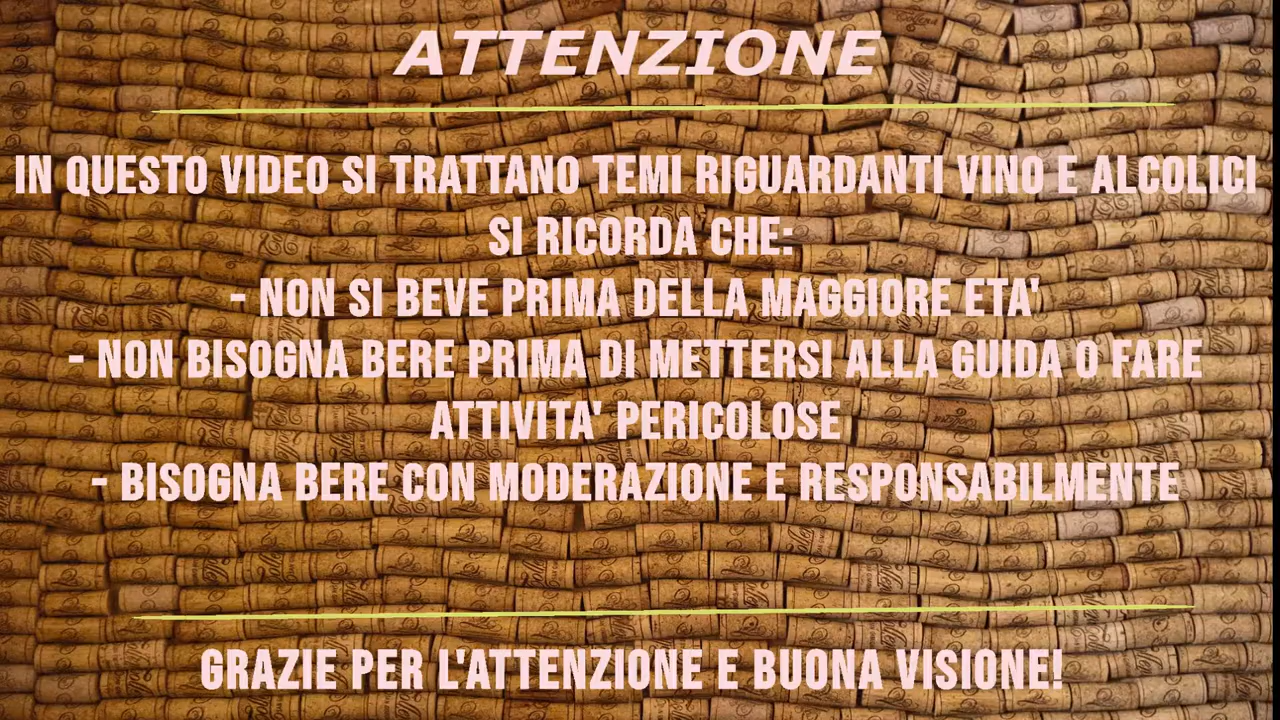 ATTENZIONE
IN QUESTO VIDEO SI TRATTANO TEMI RIGUARDANTI VINO E ALCOLICI
SI RICORDA CHE:
- NON SI BEVE PRIMA DELLA MAGGIORE ETA'
- NON BISOGNA BERE PRIMA DI METTERSI ALLA GUIDA O FARE
ATTIVITA' PERICOLOSE
- BISOGNA BERE CON MODERAZIONE E RESPONSABILMENTE
GRAZIE PER L'ATTENZIONE E BUONA VISIONE!